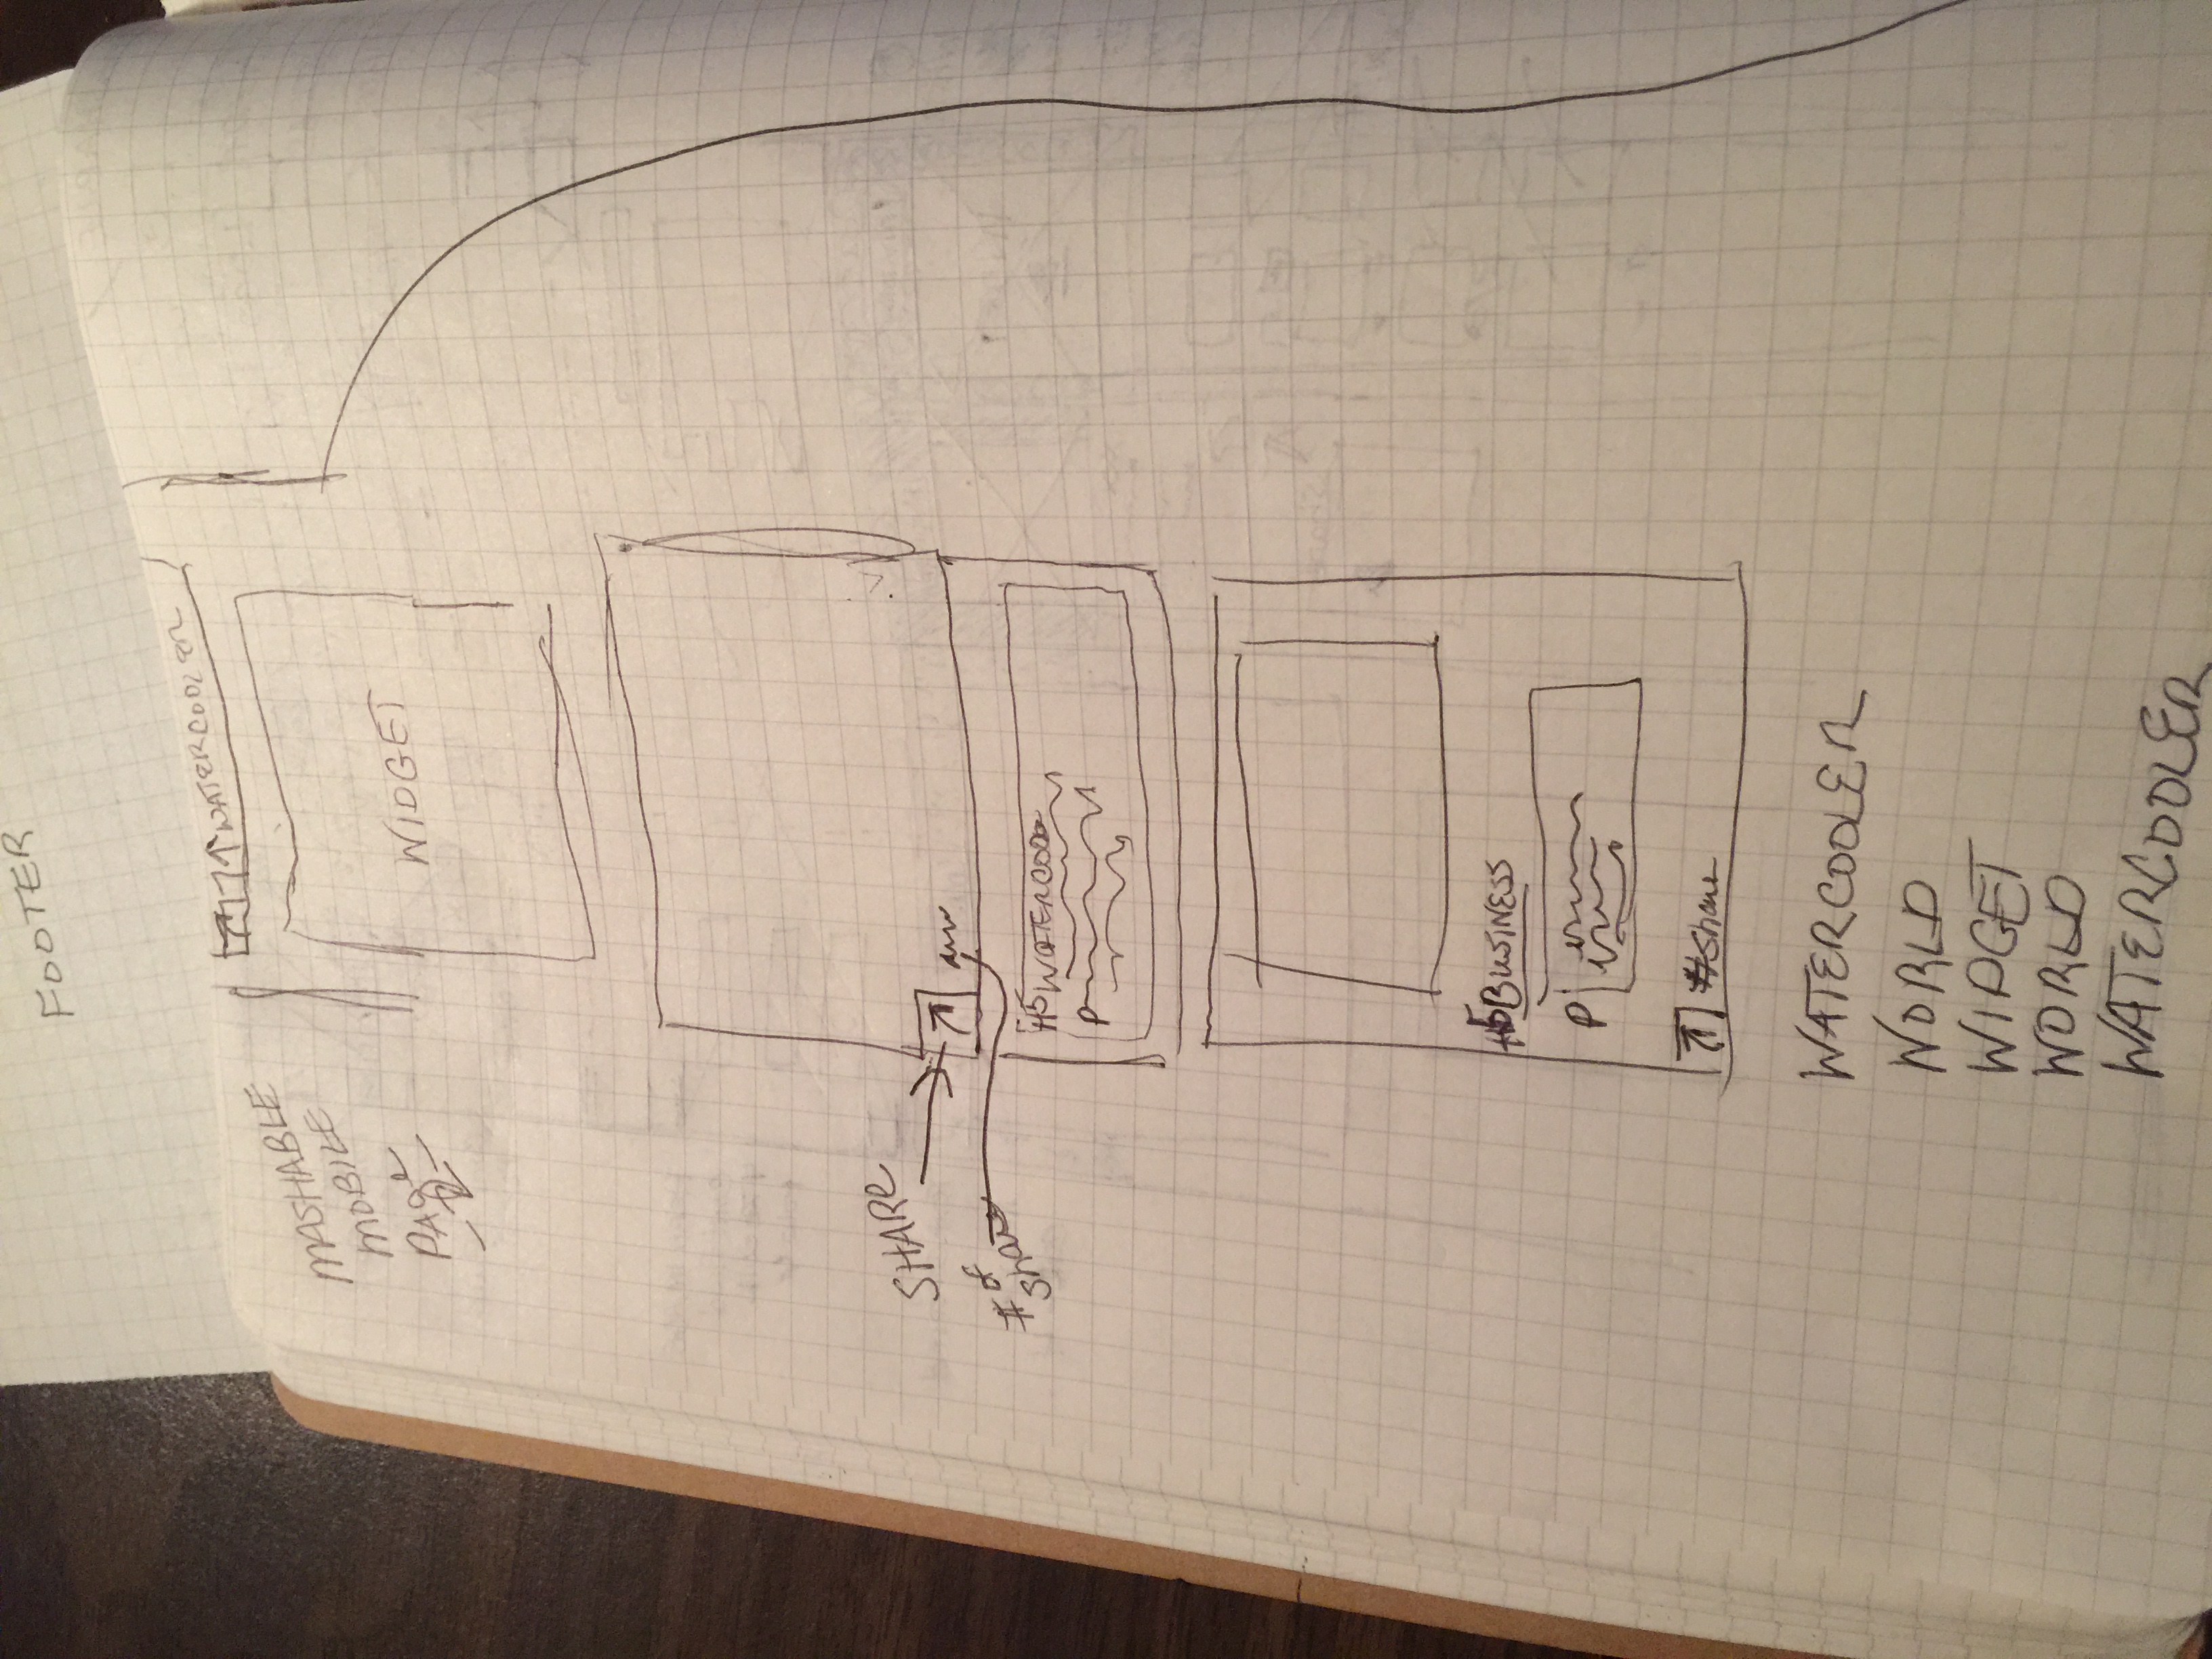 FOOTER
WATERCOOLER
MASHABLE
MOBILE
PAge
-2-
WIDGET
SHARe
# of
share
H5 WATERCOOL
P
H5 BUSINESS
P
#share
WATERCOOLER
WORLD
WIDGET
WORLD
WATERCOOLER